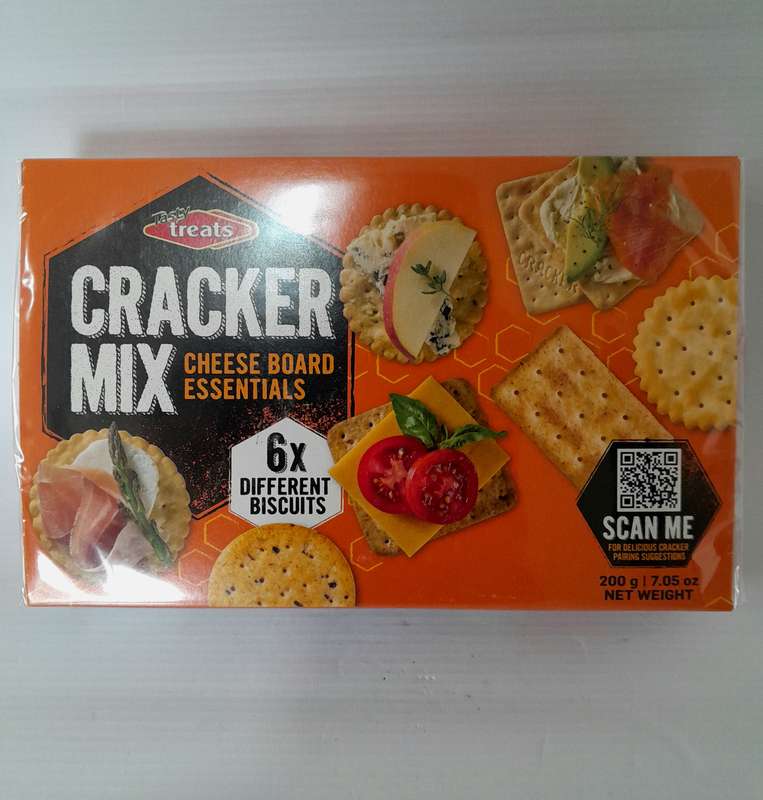 Tasty
treats
CRACKER
MIX
CHEESE BOARD
ESSENTIALS
6X
DIFFERENT
BISCUITS
CRACKER
SCAN ME
FOR DELICIOUS CRACKER
PAIRING SUGGESTIONS
200 g | 7.05 oz
NET WEIGHT